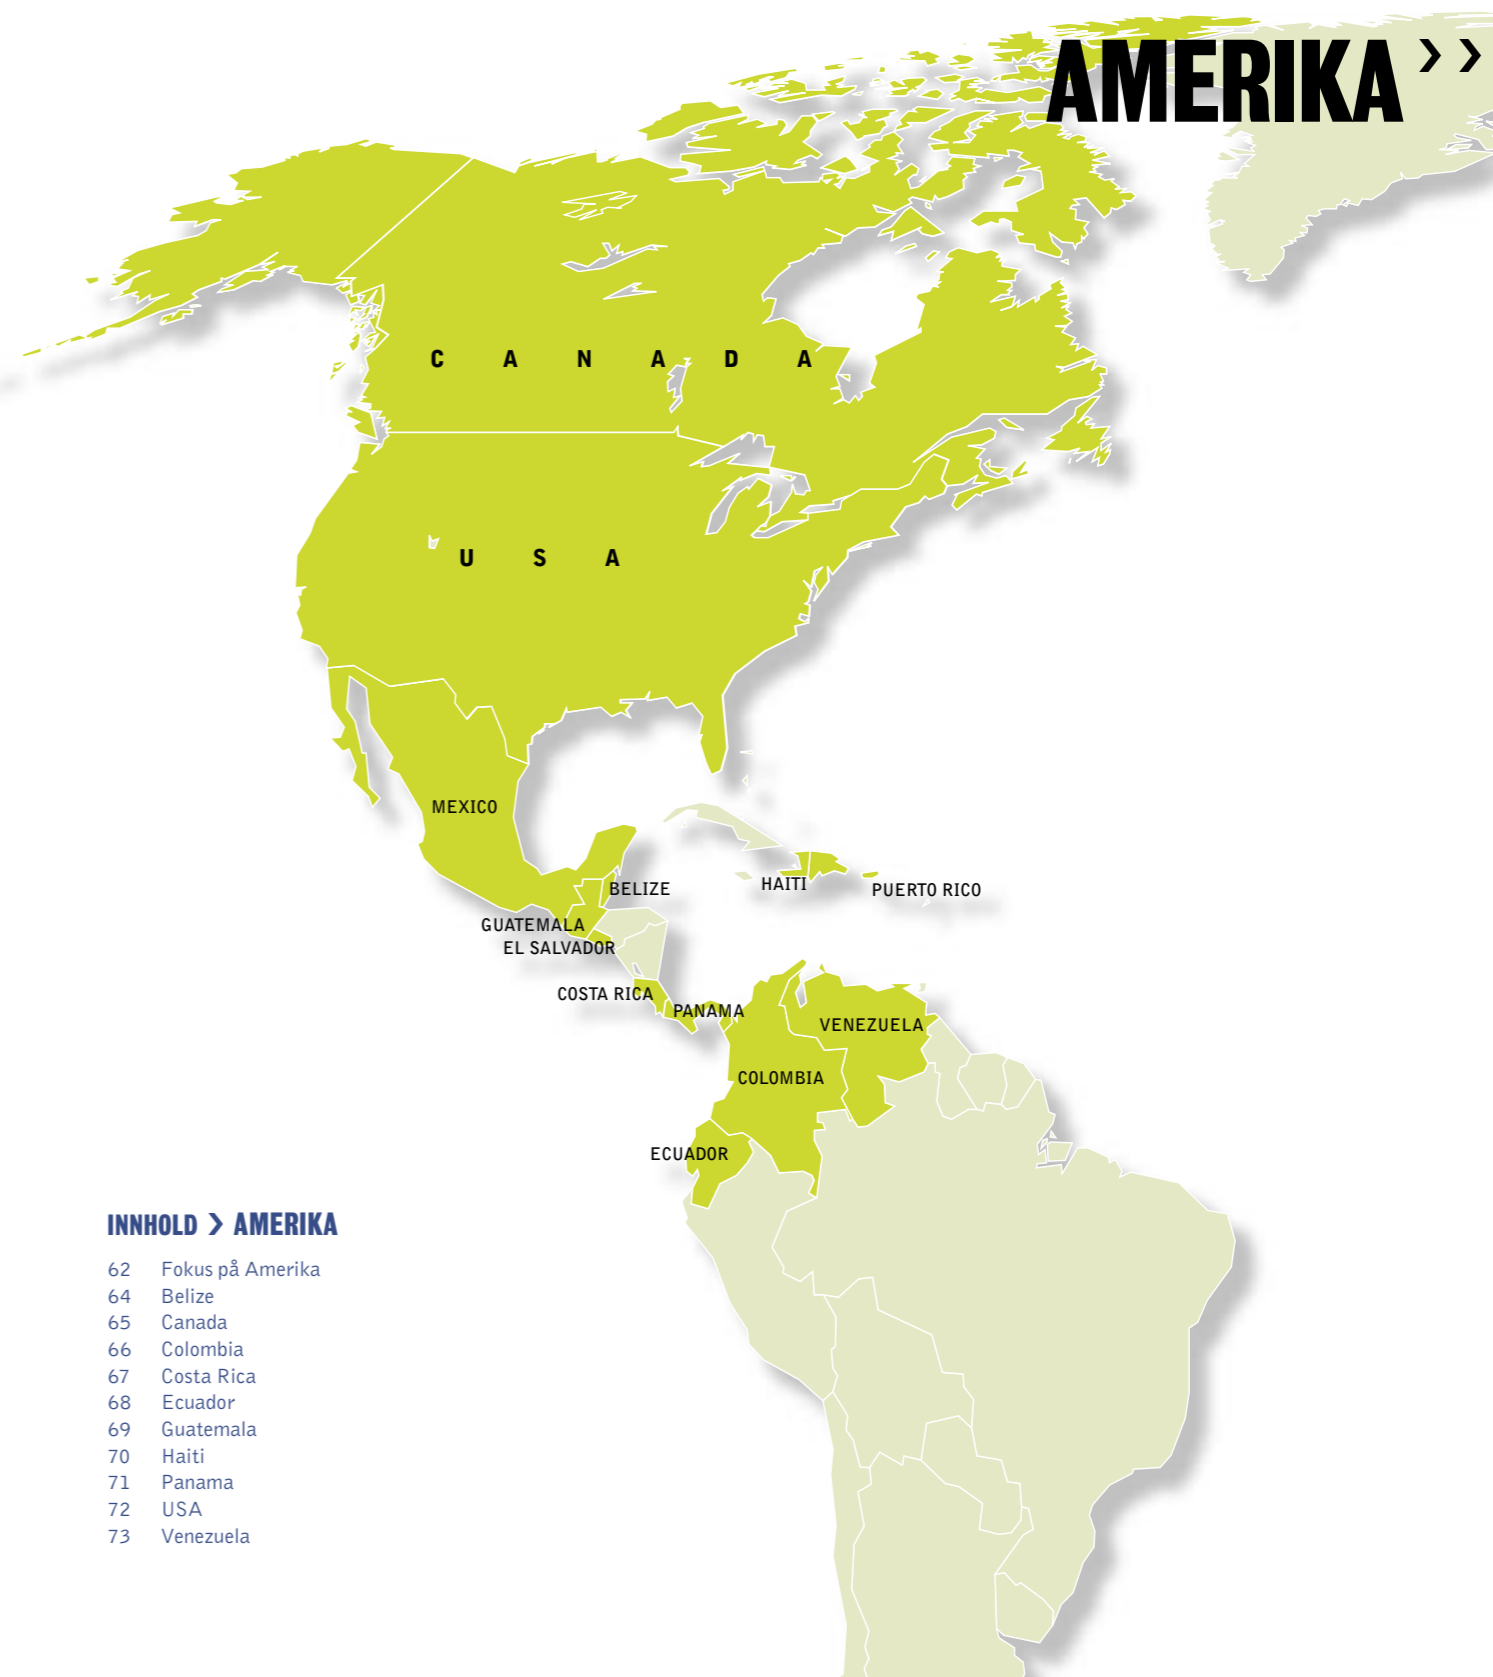 AMERIKA ››
C A N A D A
U S A
MEXICO
BELIZE
HAITI
PUERTO RICO
GUATEMALA
EL SALVADOR
COSTA RICA
PANAMA
VENEZUELA
COLOMBIA
ECUADOR
INNHOLD › AMERIKA
62 Fokus på Amerika
64 Belize
65 Canada
66 Colombia
67 Costa Rica
68 Ecuador
69 Guatemala
70 Haiti
71 Panama
72 USA
73 Venezuela